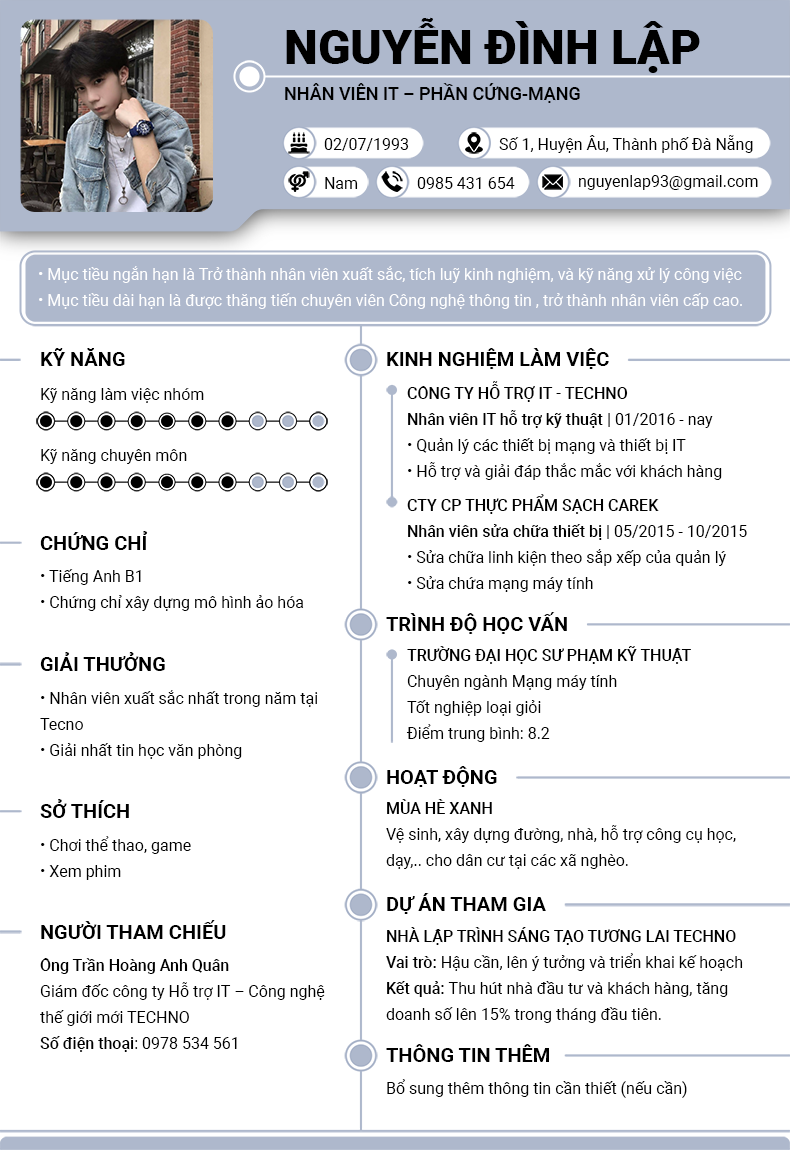 NGUYỄN ĐÌNH LẬP
NHÂN VIÊN IT – PHẦN CỨNG-MẠNG
02/07/1993
Số 1, Huyện Âu, Thành phố Đà Nẵng
Nam
0985 431 654
nguyenlap93@gmail.com
• Mục tiều ngắn hạn là Trở thành nhân viên xuất sắc, tích luỹ kinh nghiệm, và kỹ năng xử lý công việc
• Mục tiều dài hạn là được thăng tiến chuyên viên Công nghệ thông tin , trở thành nhân viên cấp cao.
KỸ NĂNG
Kỹ năng làm việc nhóm
Kỹ năng chuyên môn
CHỨNG CHỈ
• Tiếng Anh B1
• Chứng chỉ xây dựng mô hình ảo hóa
GIẢI THƯỞNG
• Nhân viên xuất sắc nhất trong năm tại
Tecno
• Giải nhất tin học văn phòng
SỞ THÍCH
• Chơi thể thao, game
• Xem phim
NGƯỜI THAM CHIẾU
Ông Trần Hoàng Anh Quân
Giám đốc công ty Hỗ trợ IT – Công nghệ
thế giới mới TECHNO
Số điện thoại: 0978 534 561
KINH NGHIỆM LÀM VIỆC
CÔNG TY HỖ TRỢ IT - TECHNO
Nhân viên IT hỗ trợ kỹ thuật | 01/2016 - nay
• Quản lý các thiết bị mạng và thiết bị IT
• Hỗ trợ và giải đáp thắc mắc với khách hàng
CTY CP THỰC PHẨM SẠCH CAREK
Nhân viên sửa chữa thiết bị | 05/2015 - 10/2015
• Sửa chữa linh kiện theo sắp xếp của quản lý
• Sửa chứa mạng máy tính
TRÌNH ĐỘ HỌC VẤN
TRƯỜNG ĐẠI HỌC SƯ PHẠM KỸ THUẬT
Chuyên ngành Mạng máy tính
Tốt nghiệp loại giỏi
Điểm trung bình: 8.2
HOẠT ĐỘNG
MÙA HÈ XANH
Vệ sinh, xây dựng đường, nhà, hỗ trợ công cụ học,
dạy,.. cho dân cư tại các xã nghèo.
DỰ ÁN THAM GIA
NHÀ LẬP TRÌNH SÁNG TẠO TƯƠNG LAI TECHNO
Vai trò: Hậu cần, lên ý tưởng và triển khai kế hoạch
Kết quả: Thu hút nhà đầu tư và khách hàng, tăng
doanh số lên 15% trong tháng đầu tiên.
THÔNG TIN THÊM
Bổ sung thêm thông tin cần thiết (nếu cần)